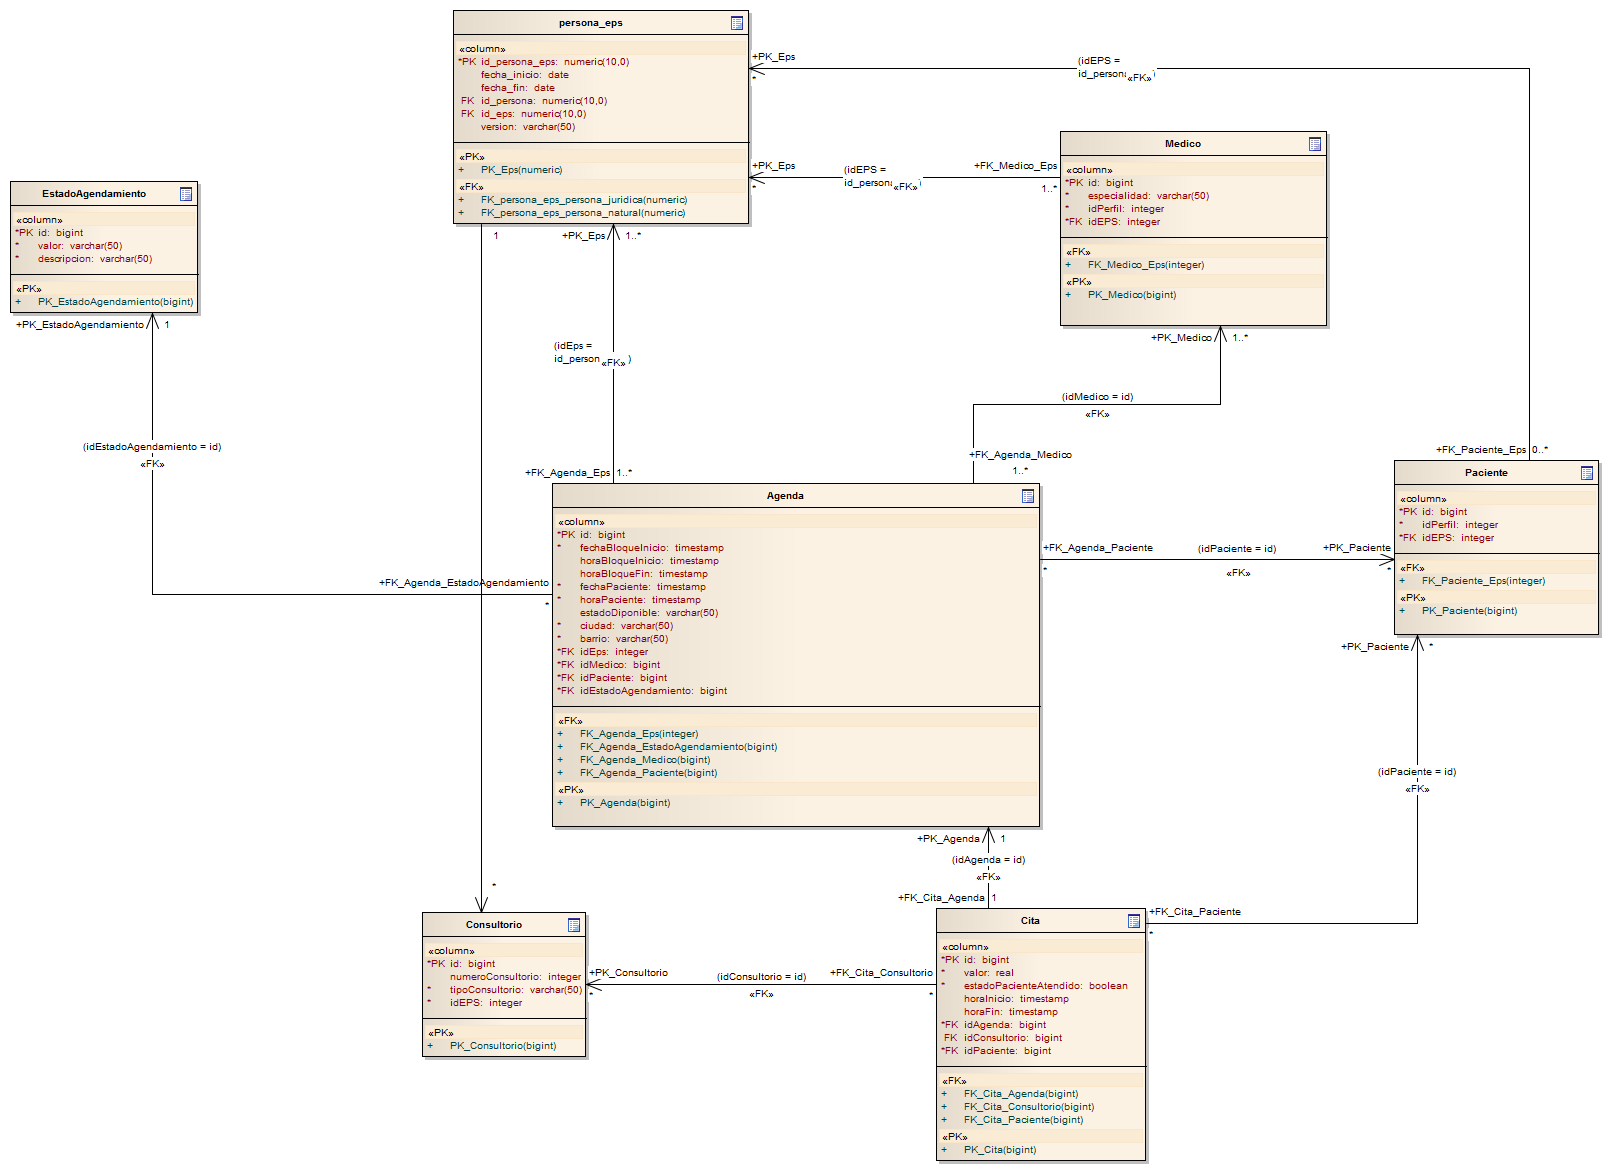 persona_eps
«column»
*PK id_persona_eps: numeric(10,0)
fecha_inicio: date
fecha_fin: date
FK id_persona: numeric(10,0)
FK id_eps: numeric(10,0)
version: varchar(50)
«PK»
+ PK_Eps(numeric)
«FK»
+ FK_persona_eps_persona_juridica(numeric)
+ FK_persona_eps_persona_natural(numeric)
+PK_Eps
*
(idEPS =
id_persona
«FK»
)
Medico
«column»
*PK id: bigint
* especialidad: varchar(50)
* idPerfil: integer
*FK idEPS: integer
«FK»
+ FK_Medico_Eps(integer)
«PK»
+ PK_Medico(bigint)
+PK_Eps
*
(idEPS =
id_persona
«FK»
)
+FK_Medico_Eps
1..*
EstadoAgendamiento
«column»
*PK id: bigint
* valor: varchar(50)
* descripcion: varchar(50)
«PK»
+ PK_EstadoAgendamiento(bigint)
+PK_EstadoAgendamiento 1
1
+PK_Eps 1..*
(idEps =
id_person
«FK»
)
+PK_Medico 1..*
(idMedico = id)
«FK»
(idEstadoAgendamiento = id)
«FK»
+FK_Agenda_Eps 1..*
+FK_Agenda_Medico
1..*
+FK_Paciente_Eps 0..*
Paciente
«column»
*PK id: bigint
* idPerfil: integer
*FK idEPS: integer
«FK»
+ FK_Paciente_Eps(integer)
«PK»
+ PK_Paciente(bigint)
Agenda
«column»
*PK id: bigint
* fechaBloqueInicio: timestamp
horaBloqueInicio: timestamp
horaBloqueFin: timestamp
* fechaPaciente: timestamp
* horaPaciente: timestamp
estadoDiponible: varchar(50)
* ciudad: varchar(50)
* barrio: varchar(50)
*FK idEps: integer
*FK idMedico: bigint
*FK idPaciente: bigint
*FK idEstadoAgendamiento: bigint
«FK»
+ FK_Agenda_Eps(integer)
+ FK_Agenda_EstadoAgendamiento(bigint)
+ FK_Agenda_Medico(bigint)
+ FK_Agenda_Paciente(bigint)
«PK»
+ PK_Agenda(bigint)
+FK_Agenda_Paciente
*
(idPaciente = id)
«FK»
+PK_Paciente
*
+FK_Agenda_EstadoAgendamiento
*
+PK_Paciente *
(idPaciente = id)
«FK»
+PK_Agenda 1
(idAgenda = id)
«FK»
+FK_Cita_Agenda 1
*
+FK_Cita_Paciente
*
Consultorio
«column»
*PK id: bigint
numeroConsultorio: integer
* tipoConsultorio: varchar(50)
* idEPS: integer
«PK»
+ PK_Consultorio(bigint)
+PK_Consultorio
*
(idConsultorio = id)
«FK»
+FK_Cita_Consultorio
*
Cita
«column»
*PK id: bigint
* valor: real
* estadoPacienteAtendido: boolean
horaInicio: timestamp
horaFin: timestamp
*FK idAgenda: bigint
FK idConsultorio: bigint
*FK idPaciente: bigint
«FK»
+ FK_Cita_Agenda(bigint)
+ FK_Cita_Consultorio(bigint)
+ FK_Cita_Paciente(bigint)
«PK»
+ PK_Cita(bigint)